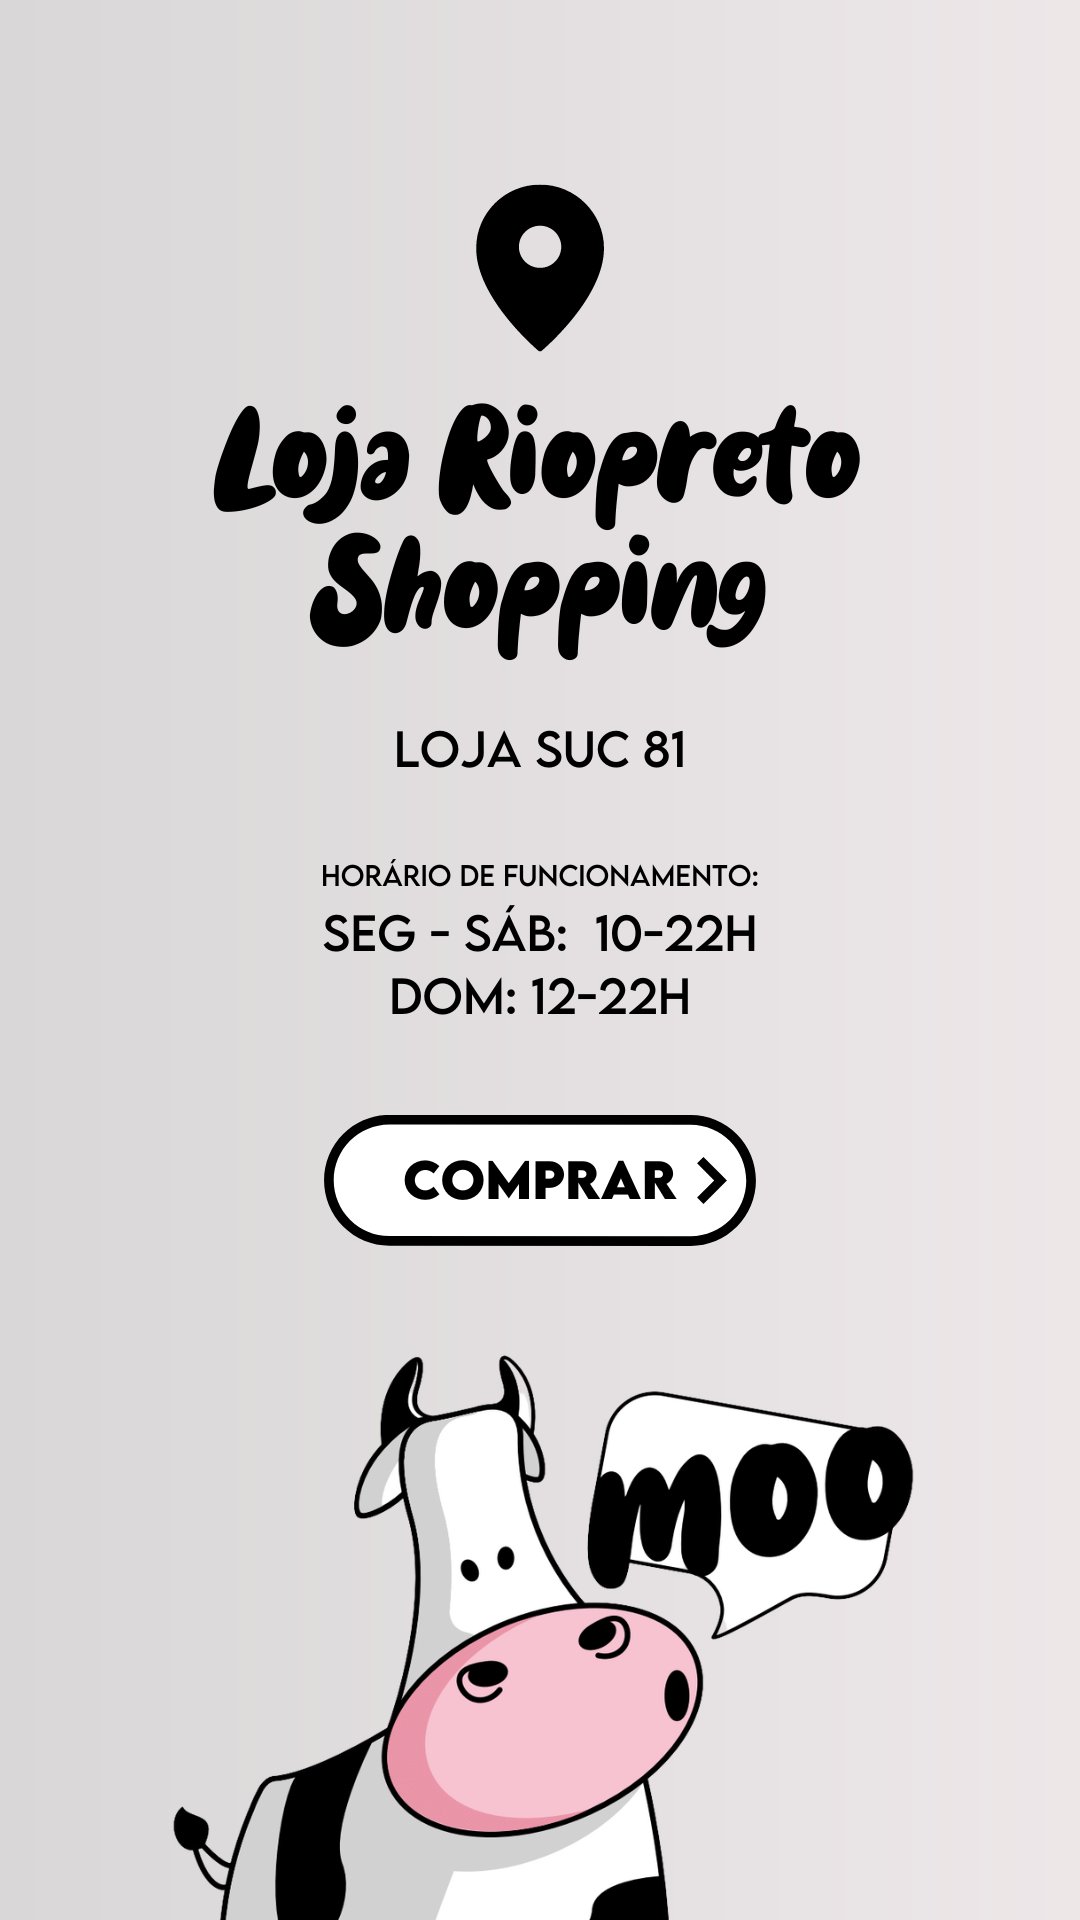 Loja Riopreto
Shopping
LOJA SUC 81
HORÁRIO DE FUNCIONAMENTO:
SEG - SÁB: 10-22H
DOM: 12-22H
COMPRAR
MOO